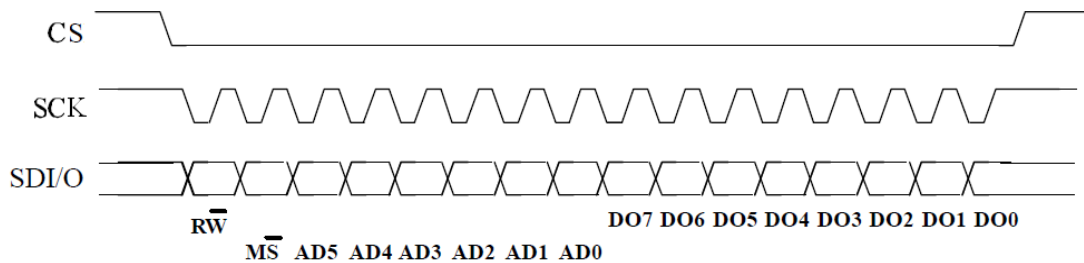 CS
SCK
SDI/O
RW̅ DO7 DO6 DO5 DO4 DO3 DO2 DO1 DO0
MS̅ AD5 AD4 AD3 AD2 AD1 AD0